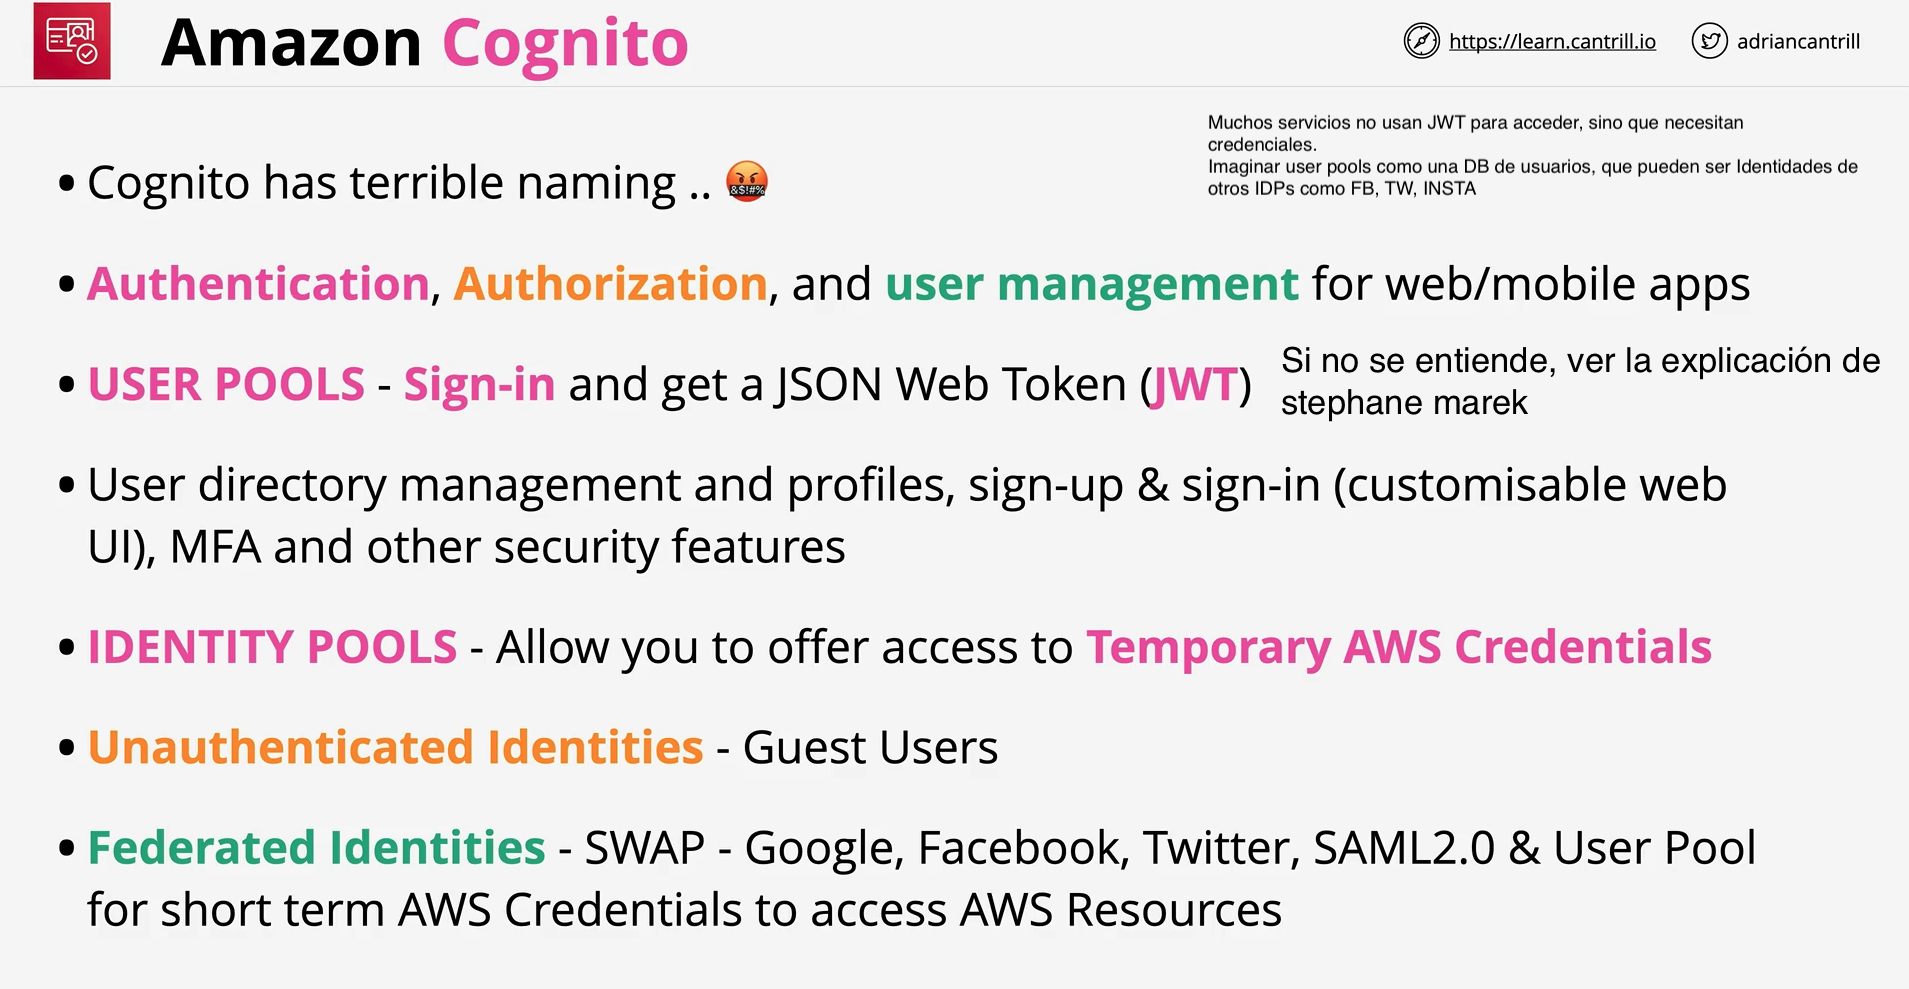 Amazon Cognito
https://learn.cantrill.io
adriancantrill
Muchos servicios no usan JWT para acceder, sino que necesitan
credenciales.
Imaginar user pools como una DB de usuarios, que pueden ser Identidades de
otros IDPs como FB, TW, INSTA
• Cognito has terrible naming .. 🤬
• Authentication, Authorization, and user management for web/mobile apps
• USER POOLS - Sign-in and get a JSON Web Token (JWT)
Si no se entiende, ver la explicación de
stephane marek
• User directory management and profiles, sign-up & sign-in (customisable web
UI), MFA and other security features
• IDENTITY POOLS - Allow you to offer access to Temporary AWS Credentials
• Unauthenticated Identities - Guest Users
• Federated Identities - SWAP - Google, Facebook, Twitter, SAML2.0 & User Pool
for short term AWS Credentials to access AWS Resources